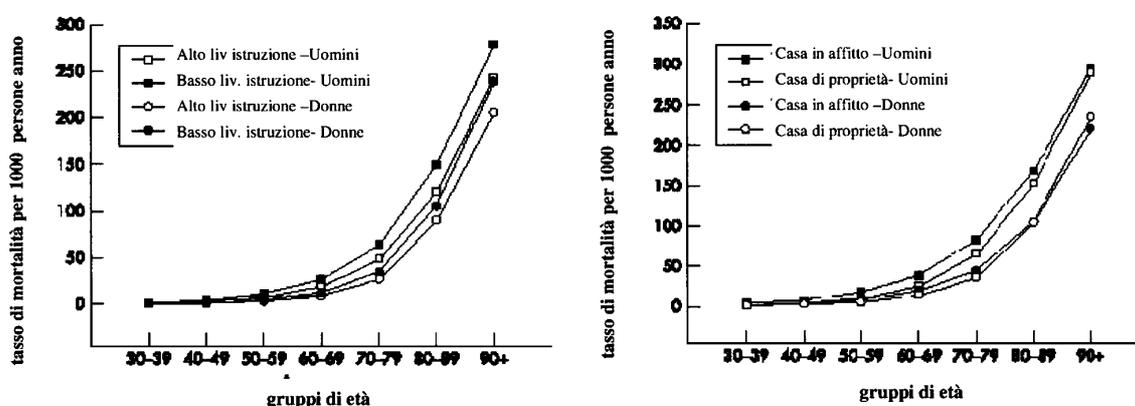 300
250
200
150
100
50
0
tasso di mortalità per 1000 persone anno
Alto liv istruzione –Uomini
Basso liv. istruzione- Uomini
Alto liv istruzione –Donne
Basso liv. istruzione- Donne
30–39 40–49 50–59 60–69 70–79 80–89 90+
gruppi di età
350
300
250
200
150
100
50
0
tasso di mortalità per 1000 persone anno
Casa in affitto –Uomini
Casa di proprietà- Uomini
Casa in affitto –Donne
Casa di proprietà- Donne
30–39 40–49 50–59 60–69 70–79 80–89 90+
gruppi di età